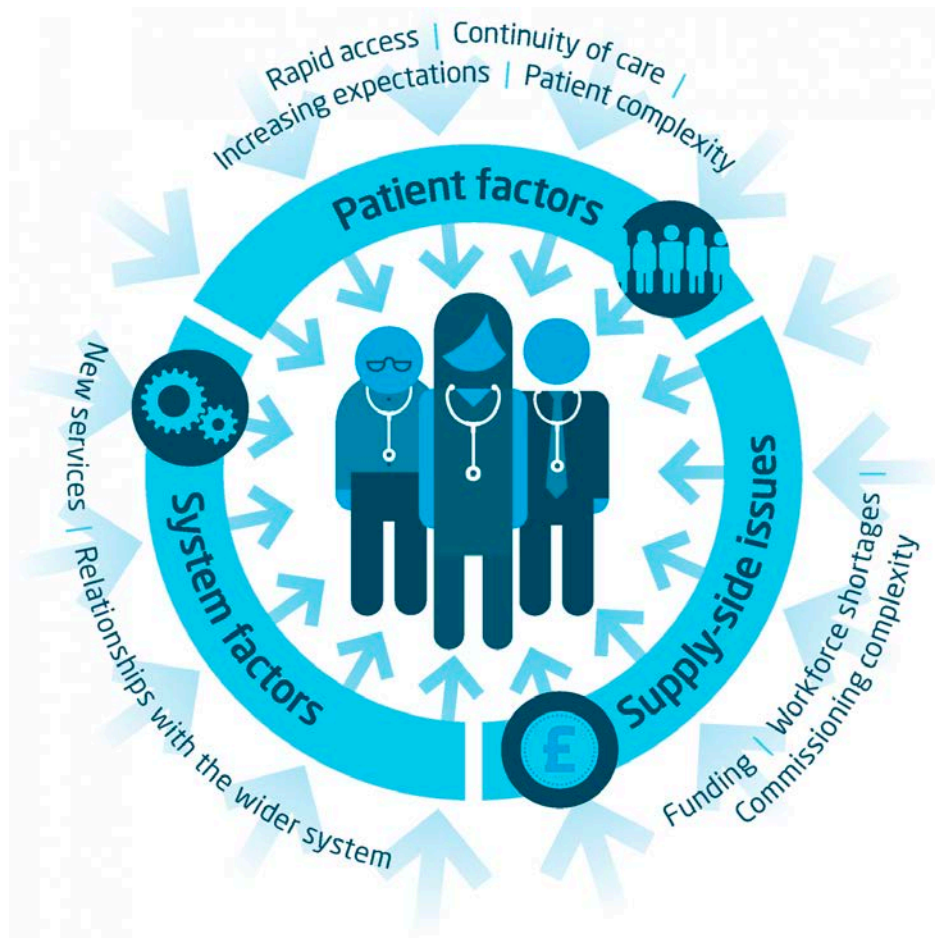 Rapid access | Continuity of care |
Increasing expectations | Patient complexity
Patient factors
New services | Relationships with the wider system
System factors
Supply-side issues
Funding | Workforce shortages |
Commissioning complexity
£